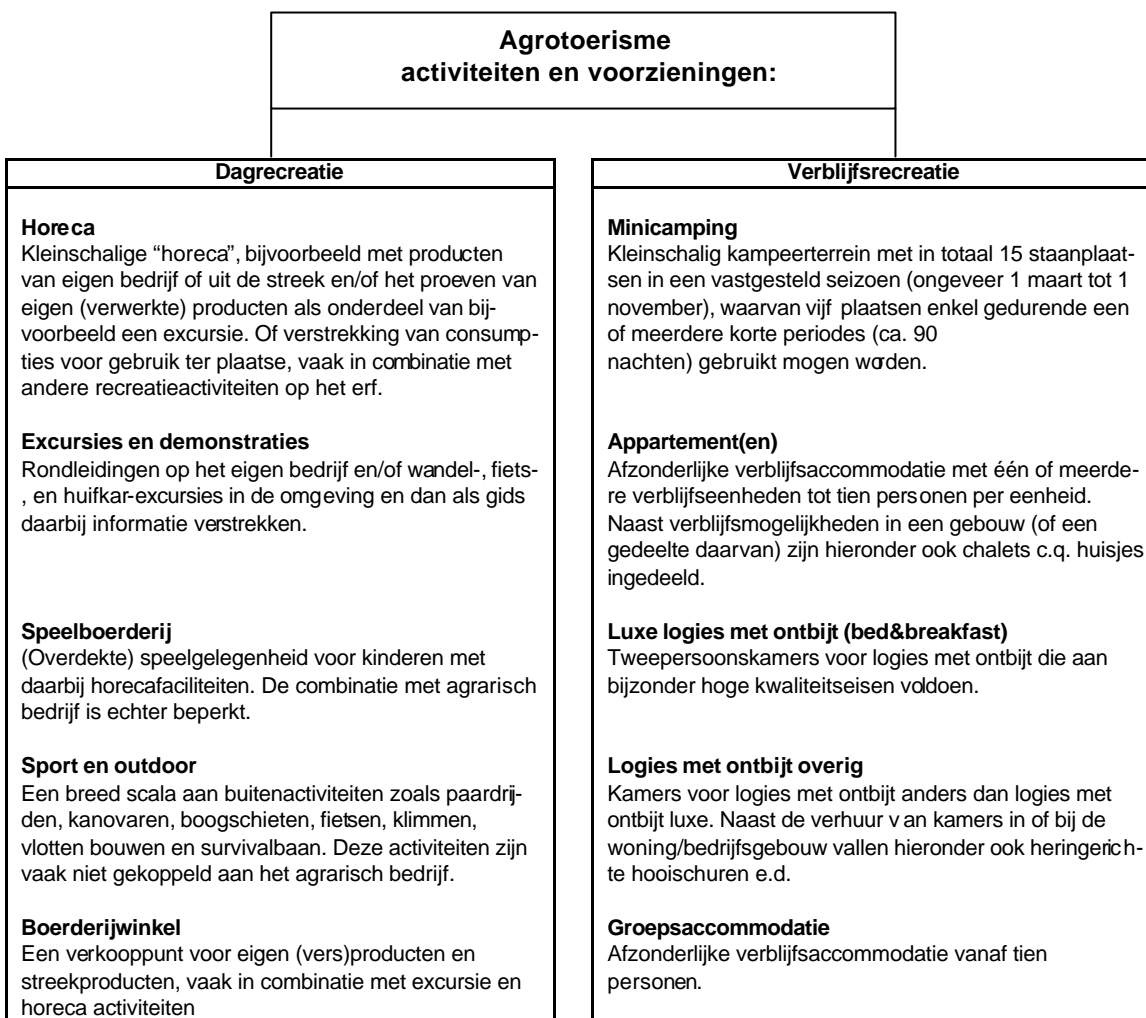 Agrotoerisme
activiteiten en voorzieningen:
Dagrecreatie
Horeca
Kleinschalige “horeca”, bijvoorbeeld met producten
van eigen bedrijf of uit de streek en/of het proeven van
eigen (verwerkte) producten als onderdeel van bij-
voorbeeld een excursie. Of verstrekking van consump-
ties voor gebruik ter plaatse, vaak in combinatie met
andere recreatieactiviteiten op het erf.
Excursies en demonstraties
Rondleidingen op het eigen bedrijf en/of wandel-, fiets-
, en huifkar-excursies in de omgeving en dan als gids
daarbij informatie verstrekken.
Speelboerderij
(Overdekte) speelgelegenheid voor kinderen met
daarbij horecafaciliteiten. De combinatie met agrarisch
bedrijf is echter beperkt.
Sport en outdoor
Een breed scala aan buitenactiviteiten zoals paardrij-
den, kanovaren, boogschieten, fietsen, klimmen,
vlotten bouwen en survivalbaan. Deze activiteiten zijn
vaak niet gekoppeld aan het agrarisch bedrijf.
Boerderijwinkel
Een verkooppunt voor eigen (vers)producten en
streekproducten, vaak in combinatie met excursie en
horeca activiteiten
Verblijfsrecreatie
Minicamping
Kleinschalig kampeerterrein met in totaal 15 staanplaat-
sen in een vastgesteld seizoen (ongeveer 1 maart tot 1
november), waarvan vijf plaatsen enkel gedurende een
of meerdere korte periodes (ca. 90
nachten) gebruikt mogen worden.
Appartement(en)
Afzonderlijke verblijfsaccommodatie met één of meerde-
re verblijfseenheden tot tien personen per eenheid.
Naast verblijfsmogelijkheden in een gebouw (of een
gedeelte daarvan) zijn hieronder ook chalets c.q. huisjes
ingedeeld.
Luxe logies met ontbijt (bed&breakfast)
Tweepersoonskamers voor logies met ontbijt die aan
bijzonder hoge kwaliteitseisen voldoen.
Logies met ontbijt overig
Kamers voor logies met ontbijt anders dan logies met
ontbijt luxe. Naast de verhuur van kamers in of bij de
woning/bedrijfsgebouw vallen hieronder ook heringerich-
te hooischuren e.d.
Groepsaccommodatie
Afzonderlijke verblijfsaccommodatie vanaf tien
personen.